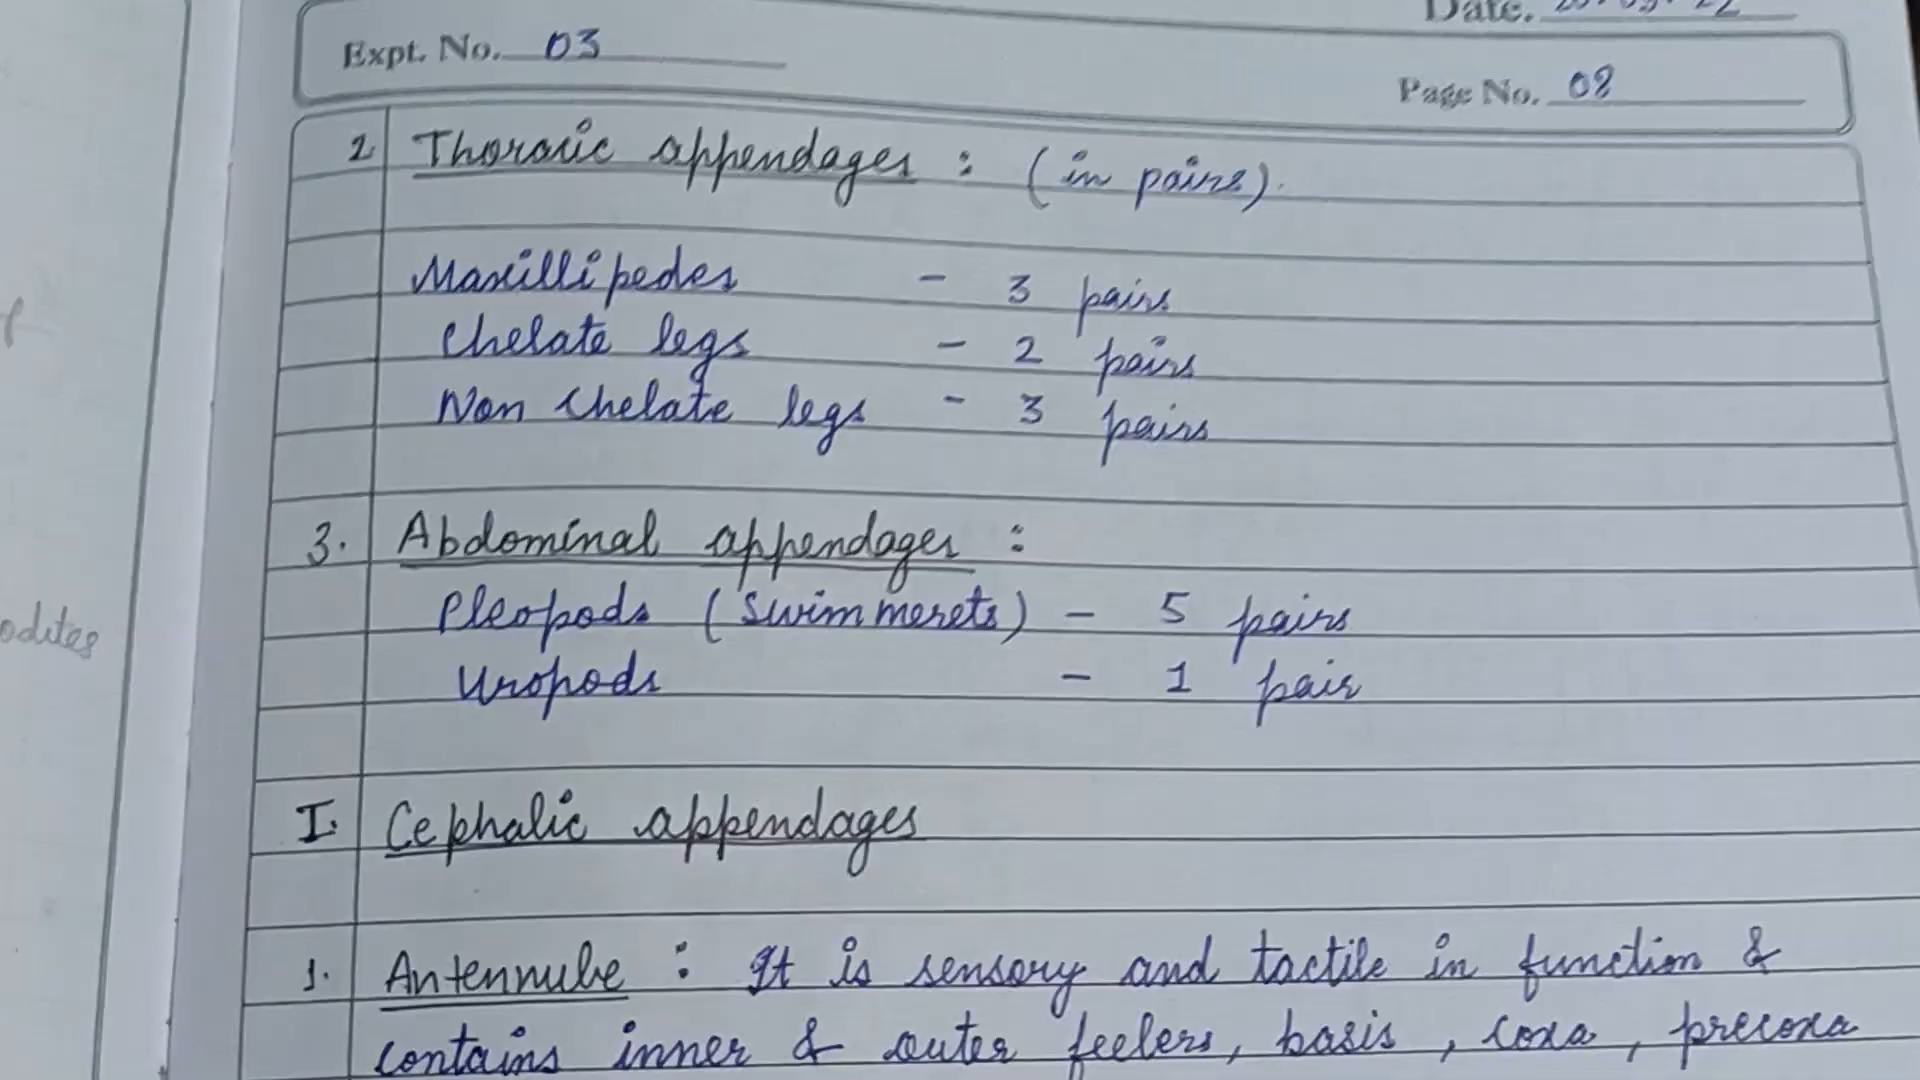 Date.
Expt. No. 03
Page No. 08
2 Thoracic appendages : (in pairs).
Maxillipedes - 3 pairs
Chelate legs - 2 pairs
Non chelate legs - 3 pairs
3. Abdominal appendages :
Pleopods (Swimmerets) - 5 pairs
Uropods - 1 pair
I. Cephalic appendages
1. Antennule : It is sensory and tactile in function &
contains inner & outer feelers, basis, coxa, precoxa
odites